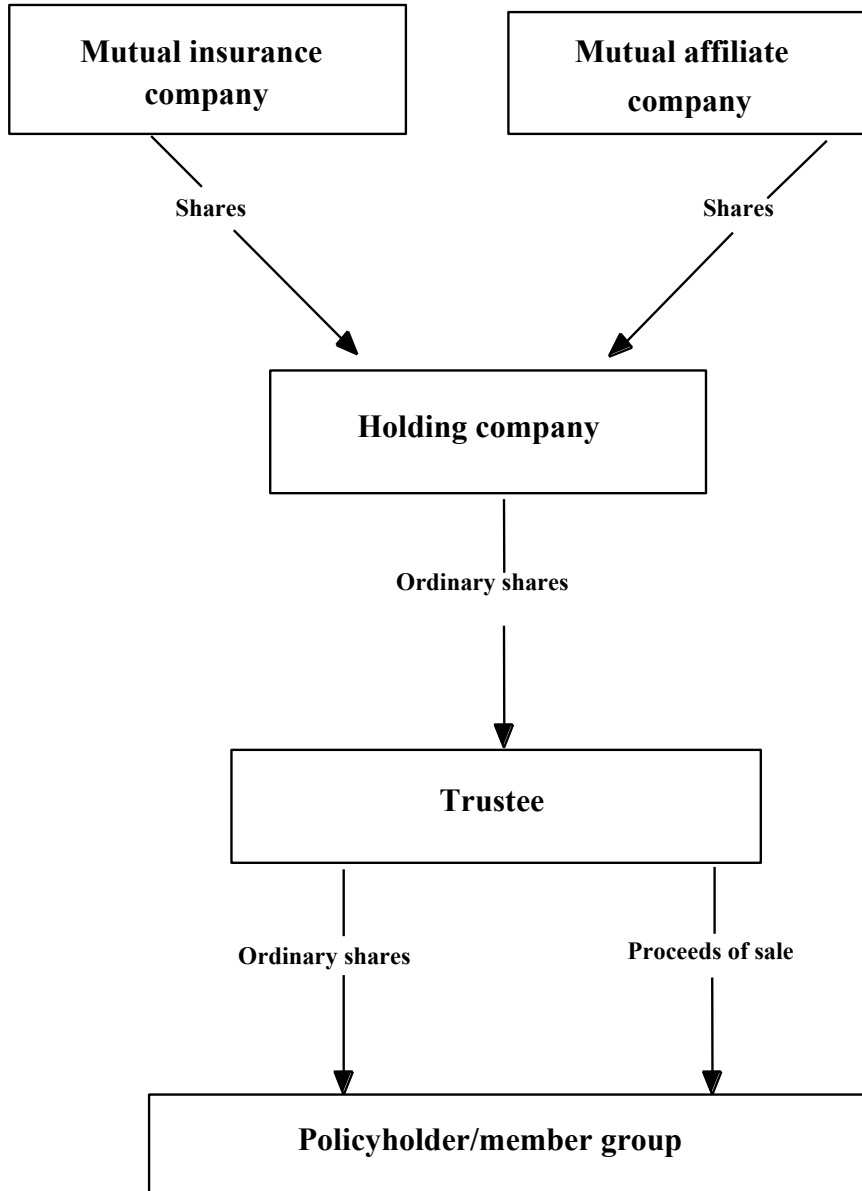 Mutual insurance
company
Mutual affiliate
company
Shares
Shares
Holding company
Ordinary shares
Trustee
Ordinary shares
Proceeds of sale
Policyholder/member group